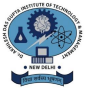 DR. AKHILESH DAS GUPTA INSTITUTE OF TECHNOLOGY & MANAGEMENT
NEW DELHI